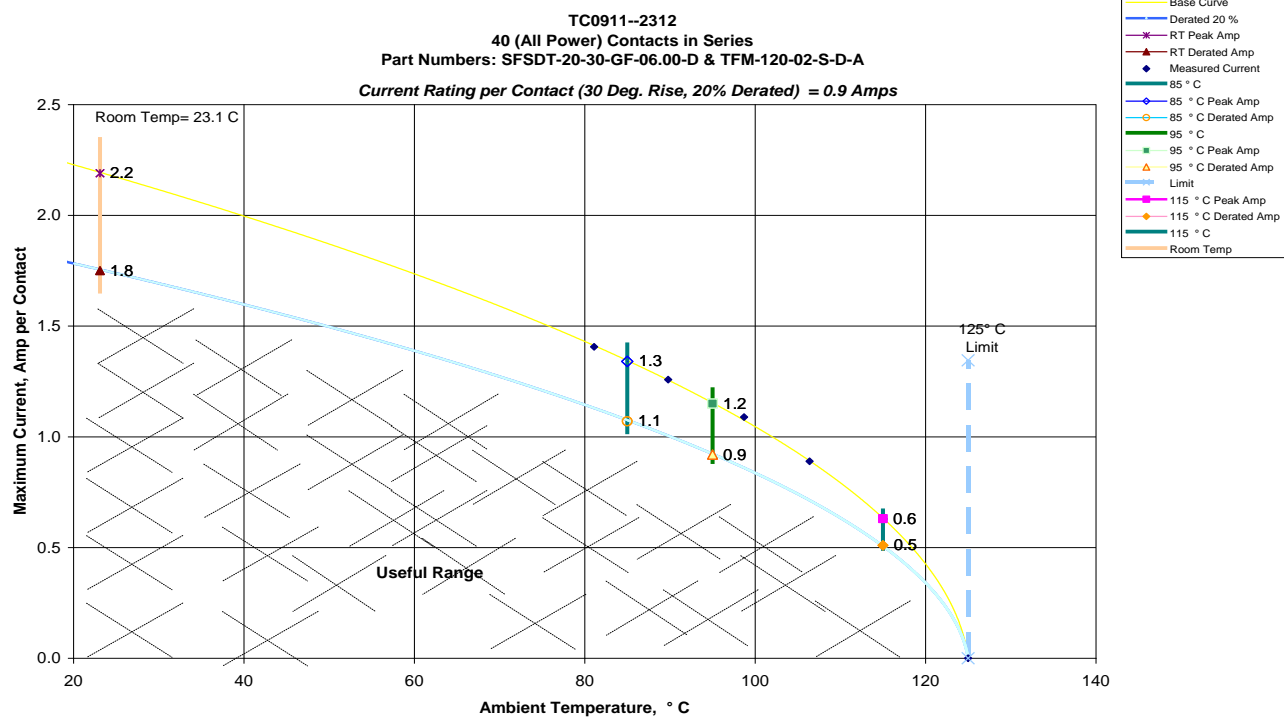 TC0911--2312
40 (All Power) Contacts in Series
Part Numbers: SFSDT-20-30-GF-06.00-D & TFM-120-02-S-D-A
Current Rating per Contact (30 Deg. Rise, 20% Derated) = 0.9 Amps
Base Curve
Derated 20 %
RT Peak Amp
RT Derated Amp
Measured Current
85 ° C
85 ° C Peak Amp
85 ° C Derated Amp
95 ° C
95 ° C Peak Amp
95 ° C Derated Amp
Limit
115 ° C Peak Amp
115 ° C Derated Amp
115 ° C
Room Temp
Room Temp= 23.1 C
2.5
2.0
1.5
1.0
0.5
0.0
Maximum Current, Amp per Contact
2.2
1.8
1.3
1.1
1.2
0.9
0.6
0.5
125° C
Limit
Useful Range
20
40
60
80
100
120
140
Ambient Temperature, ° C